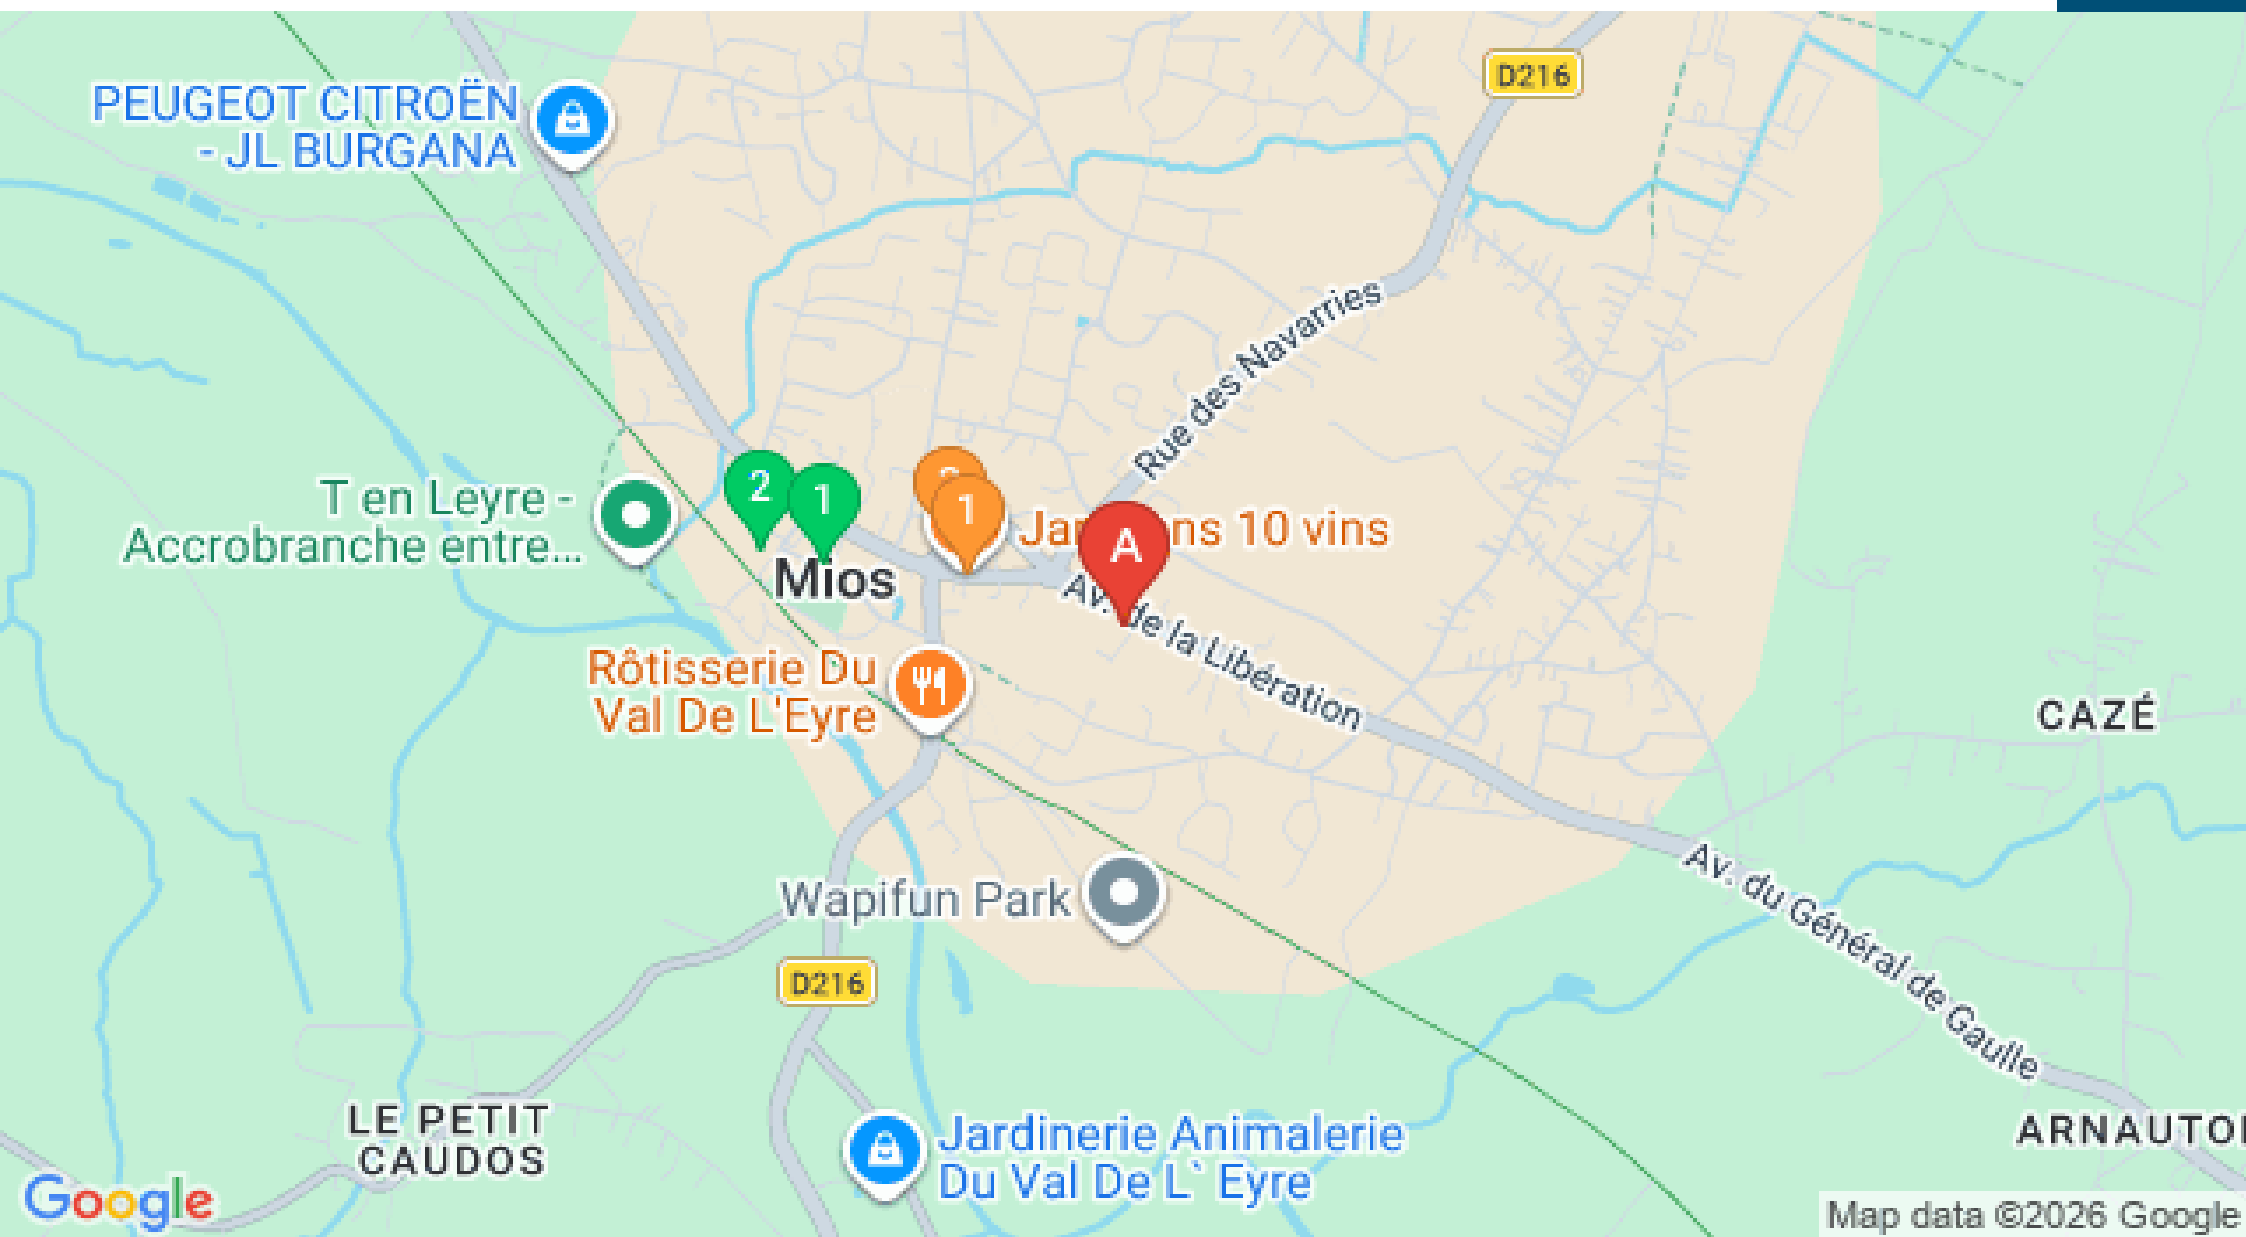 D216
PEUGEOT CITROËN
- JL BURGANA
Rue des Navarries
T en Leyre -
Accrobranche entre...
2
1
1
10 vins
A
Mios
Av. de la Libération
Rôtisserie Du
Val De L'Eyre
CAZÉ
Wapifun Park
Av. du Général de Gaulle
D216
LE PETIT
CAUDOS
Jardinerie Animalerie
Du Val De L` Eyre
Google
Map data ©2026 Google